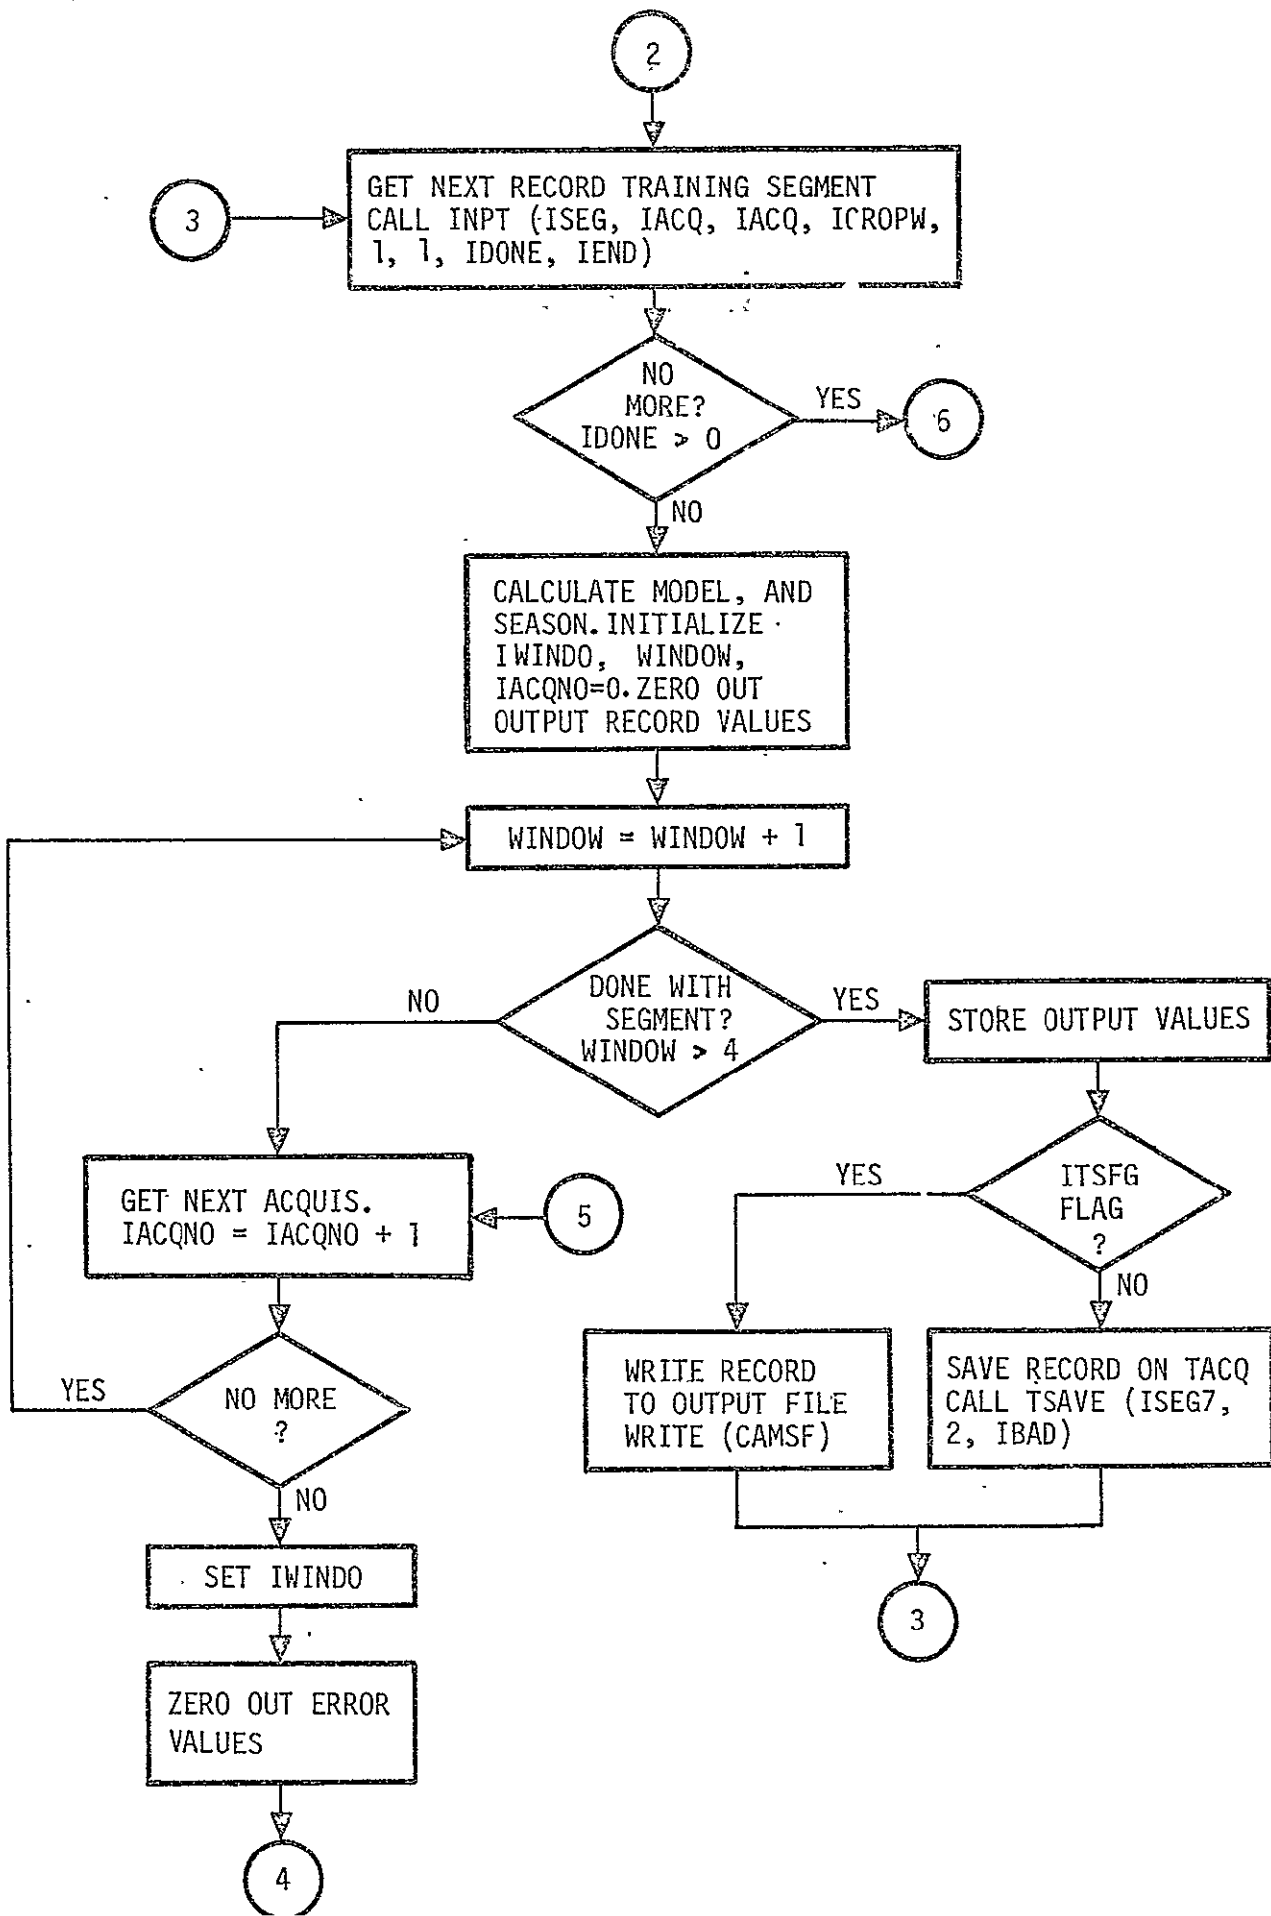 2
GET NEXT RECORD TRAINING SEGMENT
3
CALL INPT (ISEG, IACQ, IACQ, ICROPW,
1, 1, IDONE, IEND)
NO
MORE?
IDONE > 0
YES
6
NO
CALCULATE MODEL, AND
SEASON.INITIALIZE
IWINDO, WINDOW,
IACQNO=0.ZERO OUT
OUTPUT RECORD VALUES
WINDOW = WINDOW + 1
NO
DONE WITH
SEGMENT?
WINDOW > 4
YES
STORE OUTPUT VALUES
GET NEXT ACQUIS.
IACQNO = IACQNO + 1
5
YES
ITSFG
FLAG
?
NO
YES
NO MORE
?
NO
WRITE RECORD
TO OUTPUT FILE
WRITE (CAMSF)
SAVE RECORD ON TACQ
CALL TSAVE (ISEG7,
2, IBAD)
SET IWINDO
3
ZERO OUT ERROR
VALUES
4